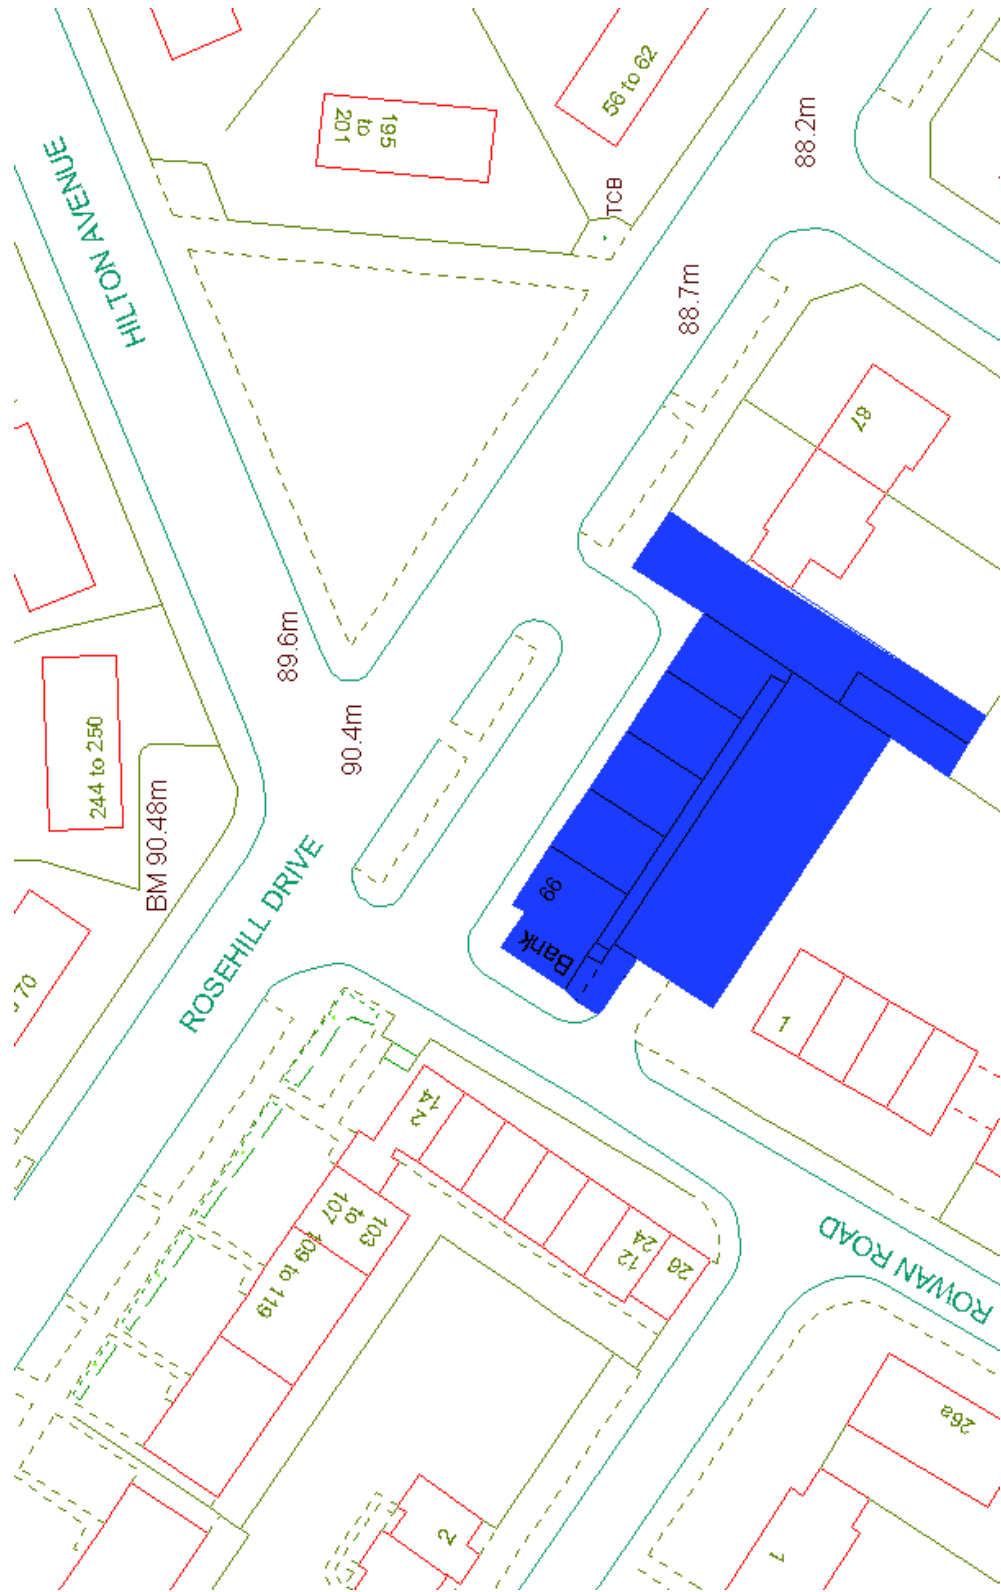 HILTON AVENUE
195
to
201
56 to 62
88.2m
TCB
88.7m
87
89.6m
90.4m
244 to 250
BM 90.48m
ROSEHILL DRIVE
99
Bank
70
1
2
14
103
to
107
109 to 119
12
24
26
ROWAN ROAD
26a
2
1